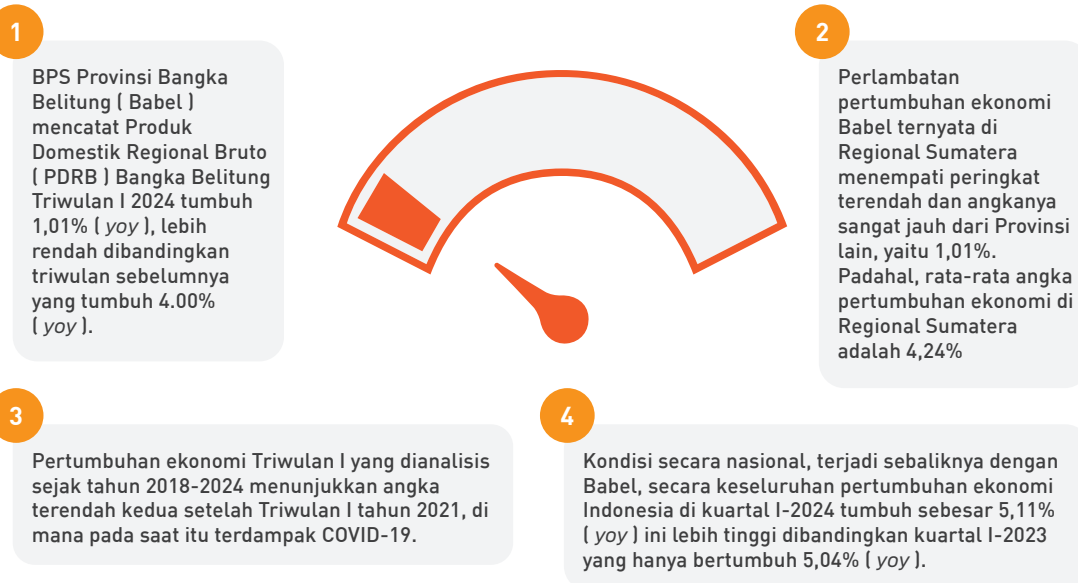 1
BPS Provinsi Bangka
Belitung ( Babel )
mencatat Produk
Domestik Regional Bruto
( PDRB ) Bangka Belitung
Triwulan I 2024 tumbuh
1,01% ( yoy ), lebih
rendah dibandingkan
triwulan sebelumnya
yang tumbuh 4.00%
( yoy ).
2
Perlambatan
pertumbuhan ekonomi
Babel ternyata di
Regional Sumatera
menempati peringkat
terendah dan angkanya
sangat jauh dari Provinsi
lain, yaitu 1,01%.
Padahal, rata-rata angka
pertumbuhan ekonomi di
Regional Sumatera
adalah 4,24%
3
Pertumbuhan ekonomi Triwulan I yang dianalisis
sejak tahun 2018-2024 menunjukkan angka
terendah kedua setelah Triwulan I tahun 2021, di
mana pada saat itu terdampak COVID-19.
4
Kondisi secara nasional, terjadi sebaliknya dengan
Babel, secara keseluruhan pertumbuhan ekonomi
Indonesia di kuartal I-2024 tumbuh sebesar 5,11%
( yoy ) ini lebih tinggi dibandingkan kuartal I-2023
yang hanya bertumbuh 5,04% ( yoy ).